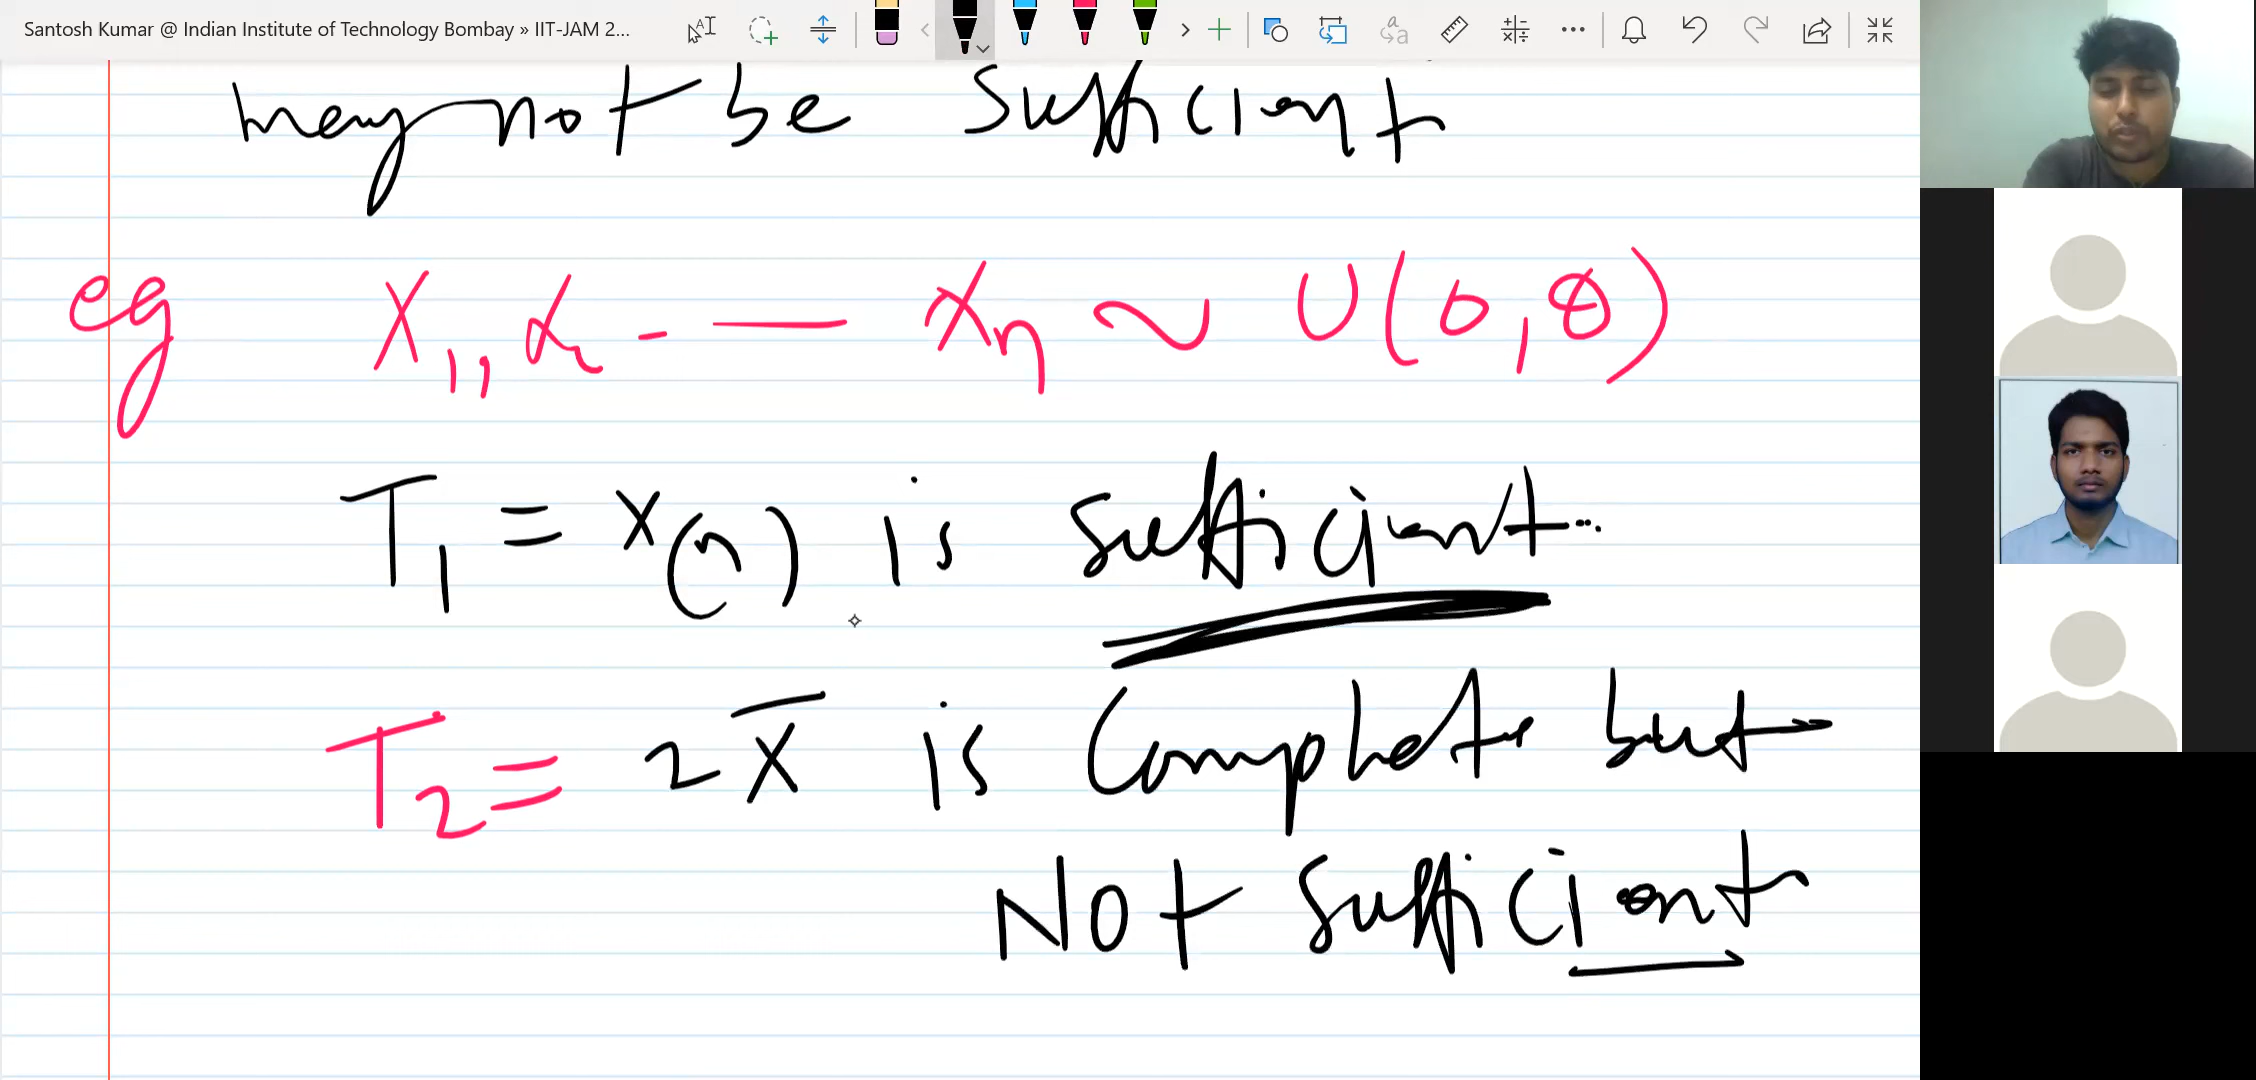 Santosh Kumar @ Indian Institute of Technology Bombay » IIT-JAM 2...
may not be Sufficient
eg X₁, X₂ - — Xₙ ~ U(0, θ)
T₁ = X(n) is sufficient..
T₂ = 2X̅ is Complete but
Not sufficient